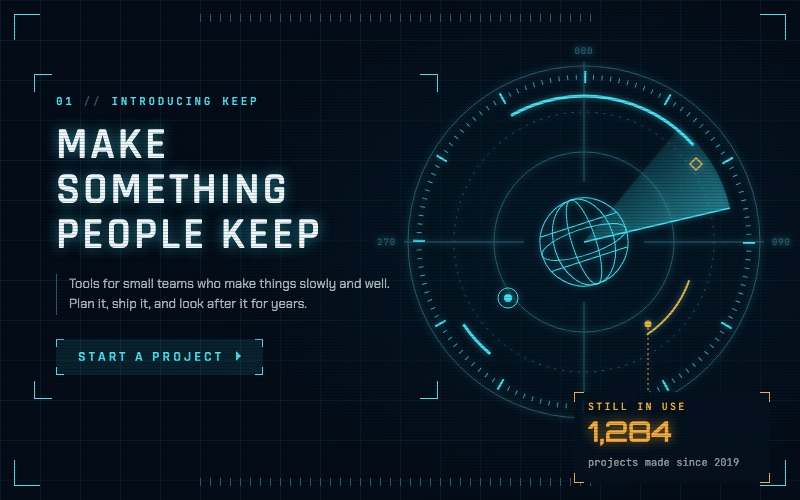 000
01 // INTRODUCING KEEP
MAKE
SOMETHING
PEOPLE KEEP
270
090
Tools for small teams who make things slowly and well.
Plan it, ship it, and look after it for years.
START A PROJECT
STILL IN USE
1,284
projects made since 2019